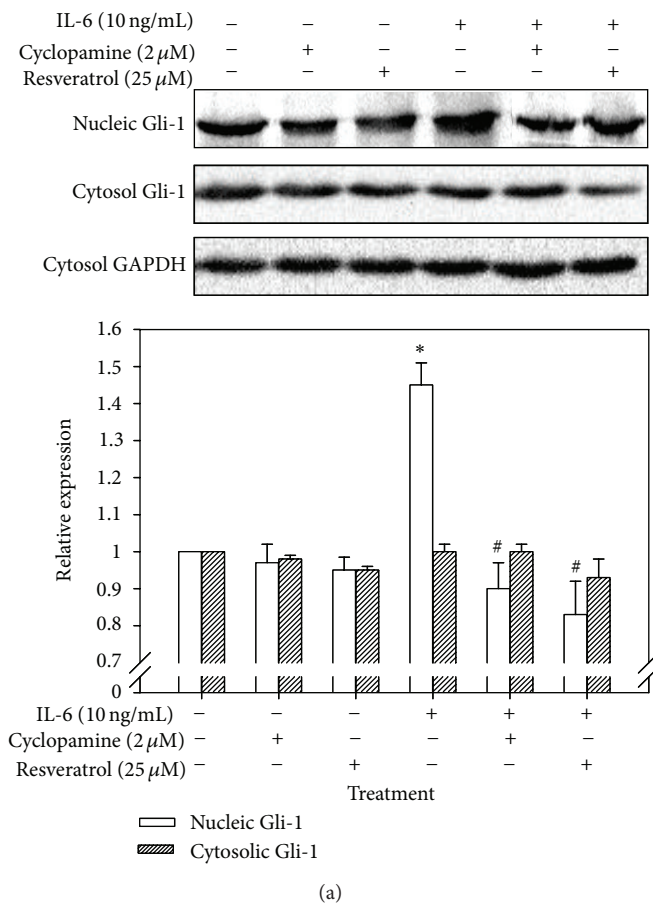 IL-6 (10 ng/mL) − − − + + +
Cyclopamine (2 μM) − + − − + −
Resveratrol (25 μM) − − + − − +
Nucleic Gli-1
Cytosol Gli-1
Cytosol GAPDH
1.6
1.5
1.4
1.3
1.2
1.1
1
0.9
0.8
0.7
0
Relative expression
*
#
#
IL-6 (10 ng/mL) − − − + + +
Cyclopamine (2 μM) − + − − + −
Resveratrol (25 μM) − − + − − +
Treatment
Nucleic Gli-1
Cytosolic Gli-1
(a)